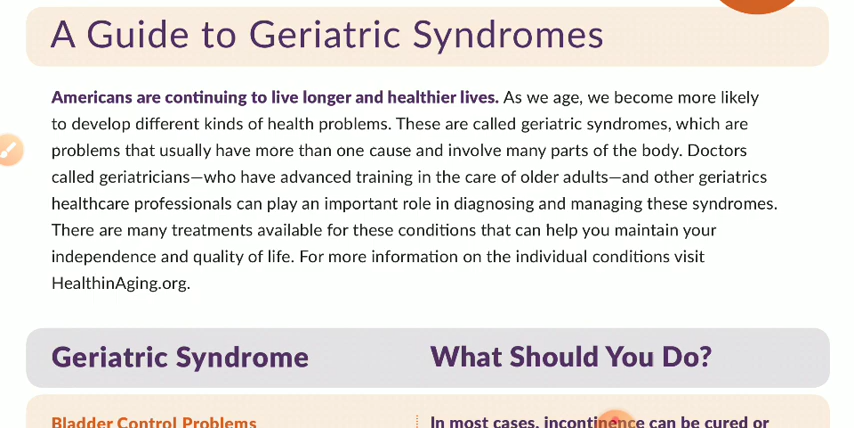 A Guide to Geriatric Syndromes
Americans are continuing to live longer and healthier lives. As we age, we become more likely
to develop different kinds of health problems. These are called geriatric syndromes, which are
problems that usually have more than one cause and involve many parts of the body. Doctors
called geriatricians—who have advanced training in the care of older adults—and other geriatrics
healthcare professionals can play an important role in diagnosing and managing these syndromes.
There are many treatments available for these conditions that can help you maintain your
independence and quality of life. For more information on the individual conditions visit
HealthinAging.org.
Geriatric Syndrome
What Should You Do?
Bladder Control Problems
In most cases, incontinence can be cured or